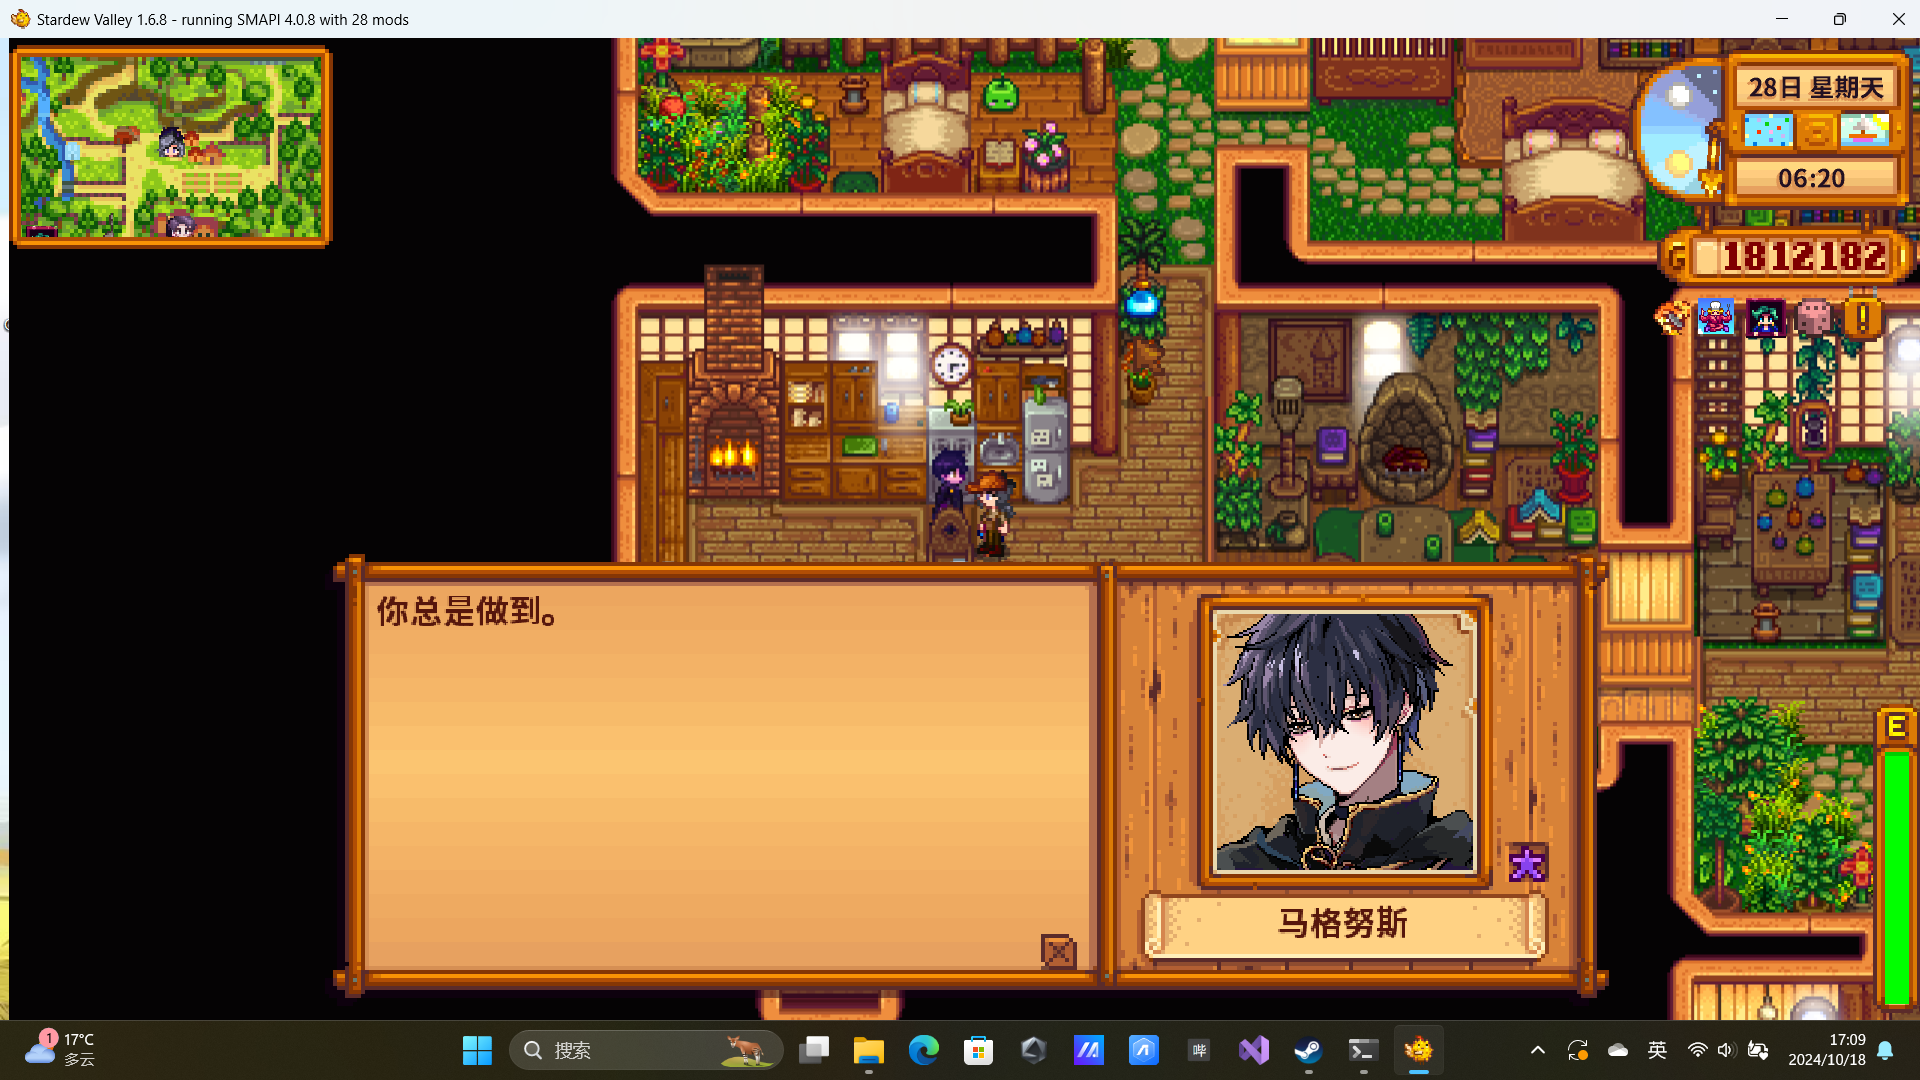 Stardew Valley 1.6.8 - running SMAPI 4.0.8 with 28 mods
28日 星期天
06:20
G 1812182
你总是做到。
马格努斯
E
1
17°C
多云
搜索
哔
英
17:09
2024/10/18